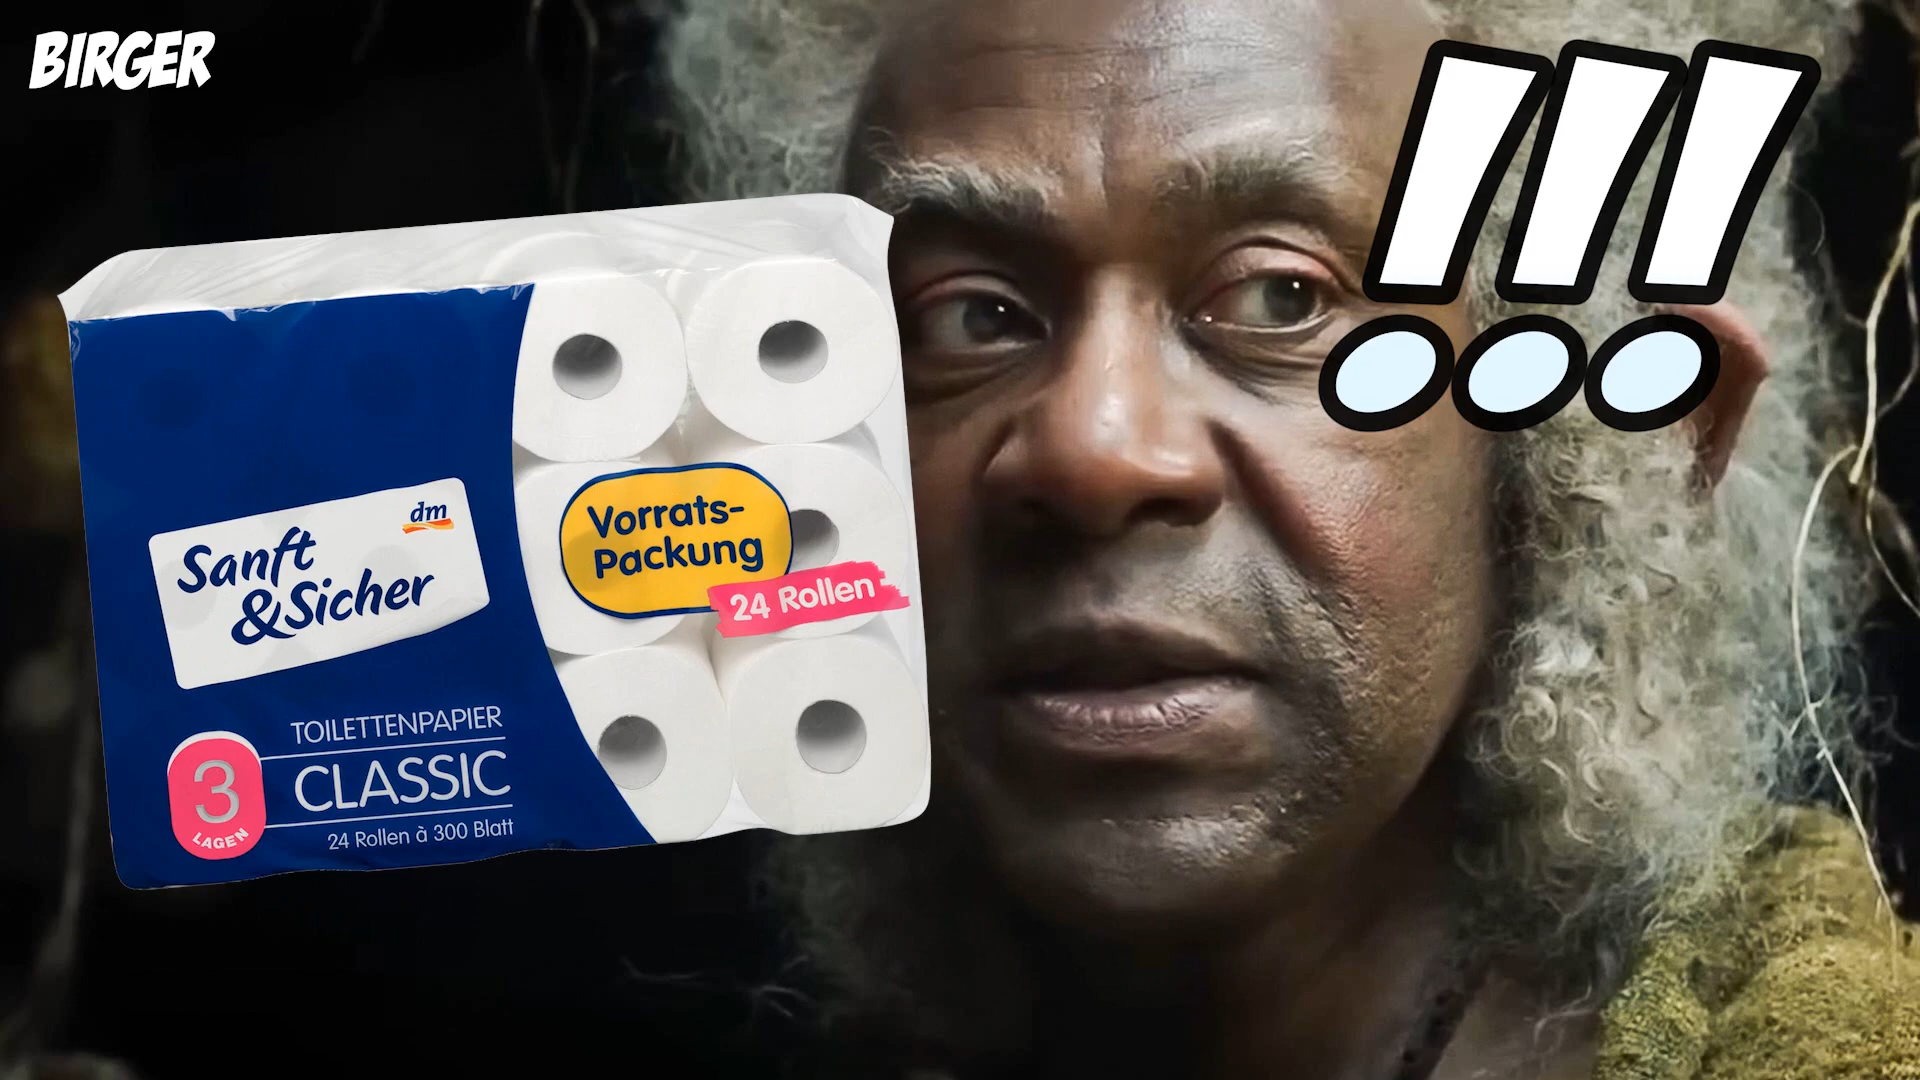 BIRGER
!!!
dm
Sanft
&Sicher
Vorrats-
Packung
24 Rollen
TOILETTENPAPIER
CLASSIC
3
LAGEN
24 Rollen à 300 Blatt